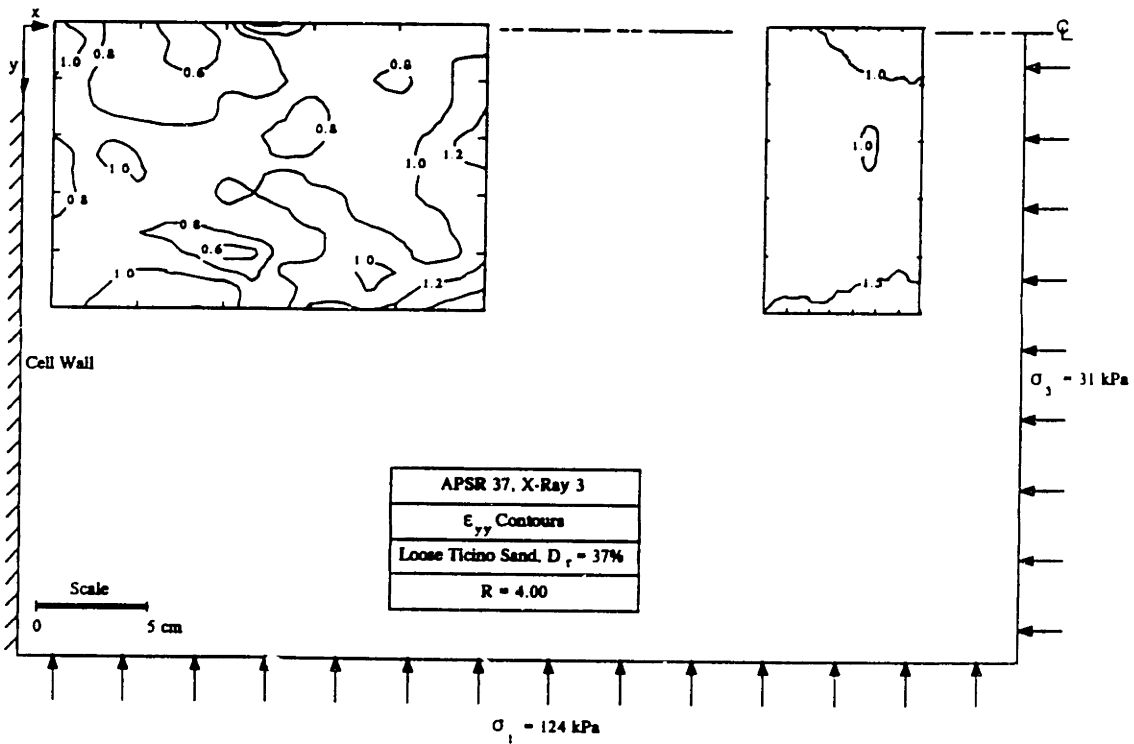 x
y
℄
1.0
0.8
0.6
0.8
1.0
0.8
1.2
1.0
1.0
1.0
0.8
0.8
0.6
1.0
1.0
1.2
1.5
Cell Wall
σ3 = 31 kPa
APSR 37, X-Ray 3
εyy Contours
Loose Ticino Sand, Dr = 37%
R = 4.00
Scale
0 5 cm
σ1 = 124 kPa